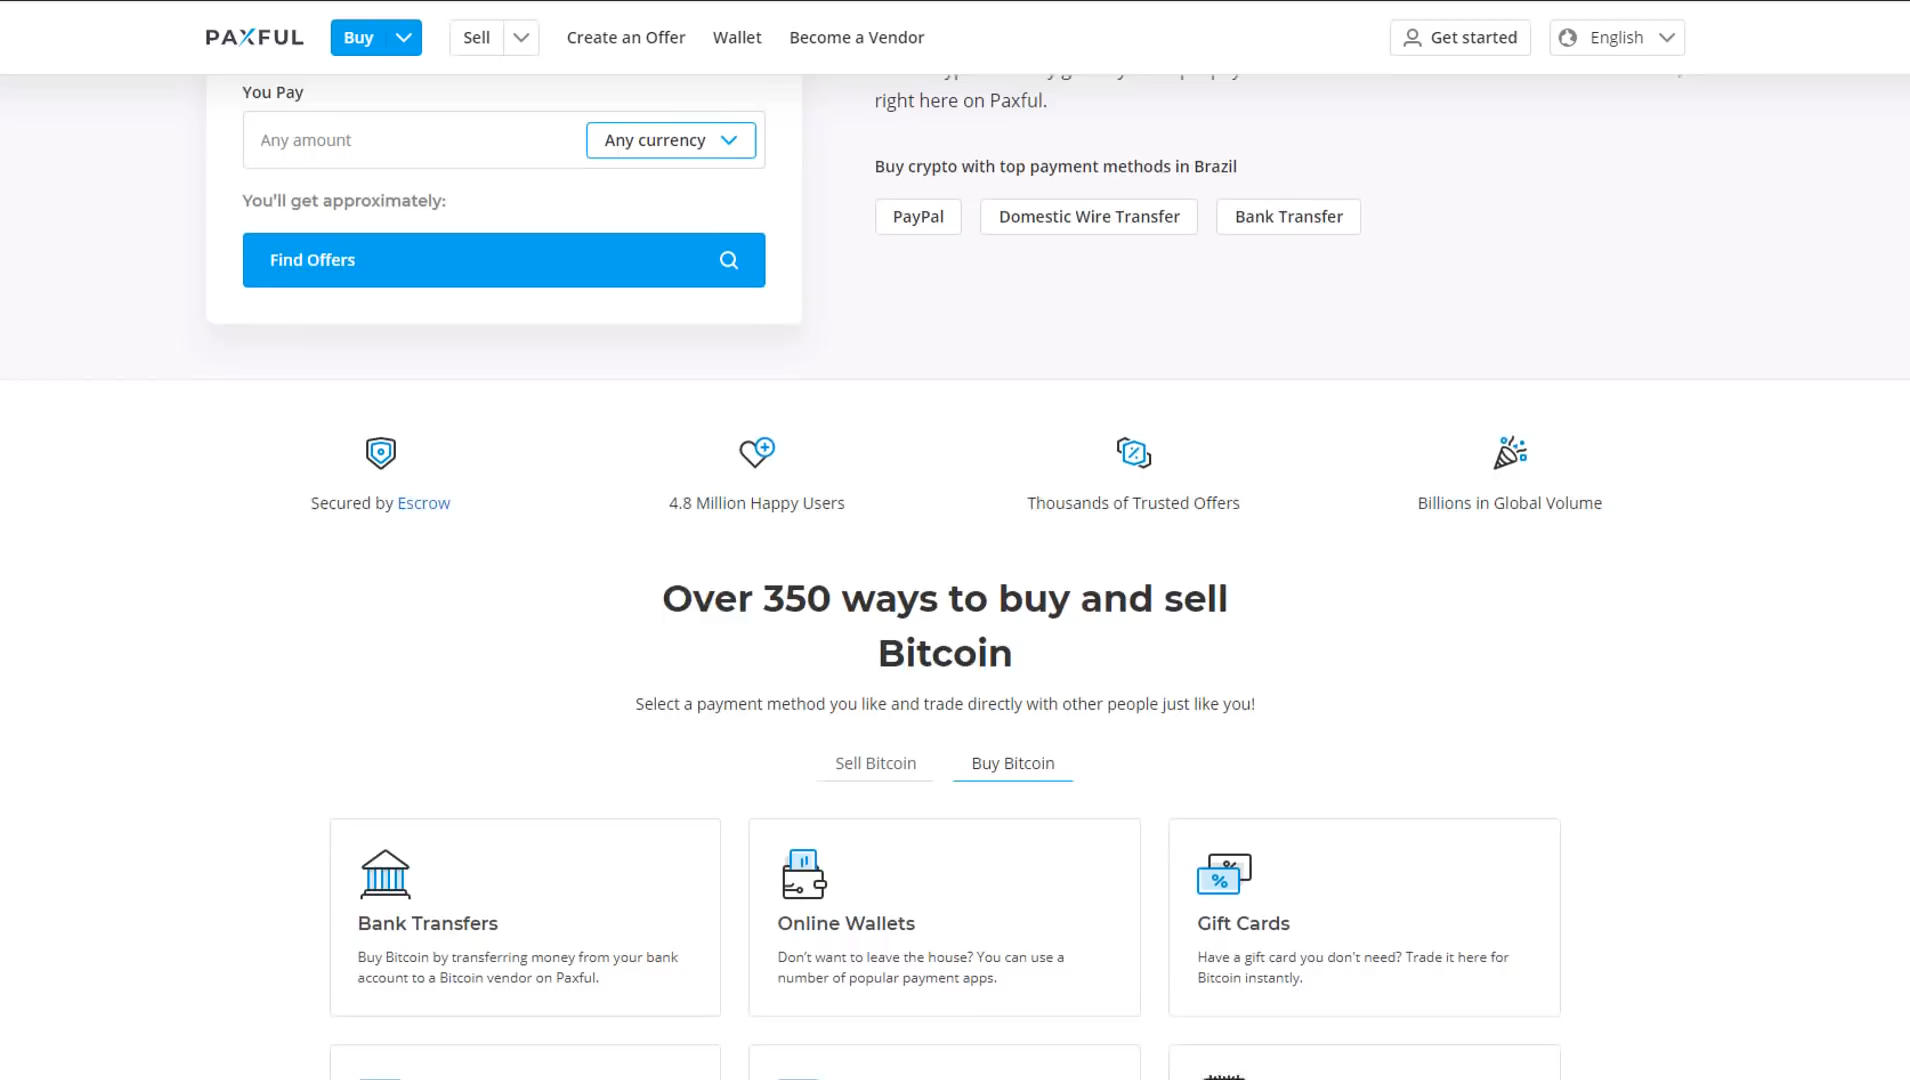 PAXFUL
Buy
Sell
Create an Offer
Wallet
Become a Vendor
Get started
English
You Pay
Any amount
Any currency
You'll get approximately:
Find Offers
right here on Paxful.
Buy crypto with top payment methods in Brazil
PayPal
Domestic Wire Transfer
Bank Transfer
Secured by Escrow
4.8 Million Happy Users
Thousands of Trusted Offers
Billions in Global Volume
Over 350 ways to buy and sell
Bitcoin
Select a payment method you like and trade directly with other people just like you!
Sell Bitcoin
Buy Bitcoin
Bank Transfers
Buy Bitcoin by transferring money from your bank
account to a Bitcoin vendor on Paxful.
Online Wallets
Don't want to leave the house? You can use a
number of popular payment apps.
Gift Cards
Have a gift card you don't need? Trade it here for
Bitcoin instantly.